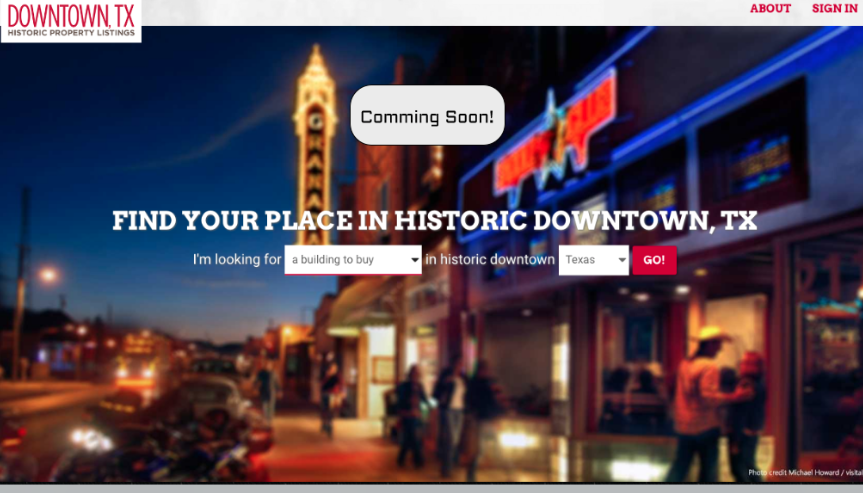 DOWNTOWN, TX
HISTORIC PROPERTY LISTINGS
ABOUT SIGN IN
Comming Soon!
GRANADA
FIND YOUR PLACE IN HISTORIC DOWNTOWN, TX
I'm looking for a building to buy in historic downtown Texas GO!
Photo credit Michael Howard / visital